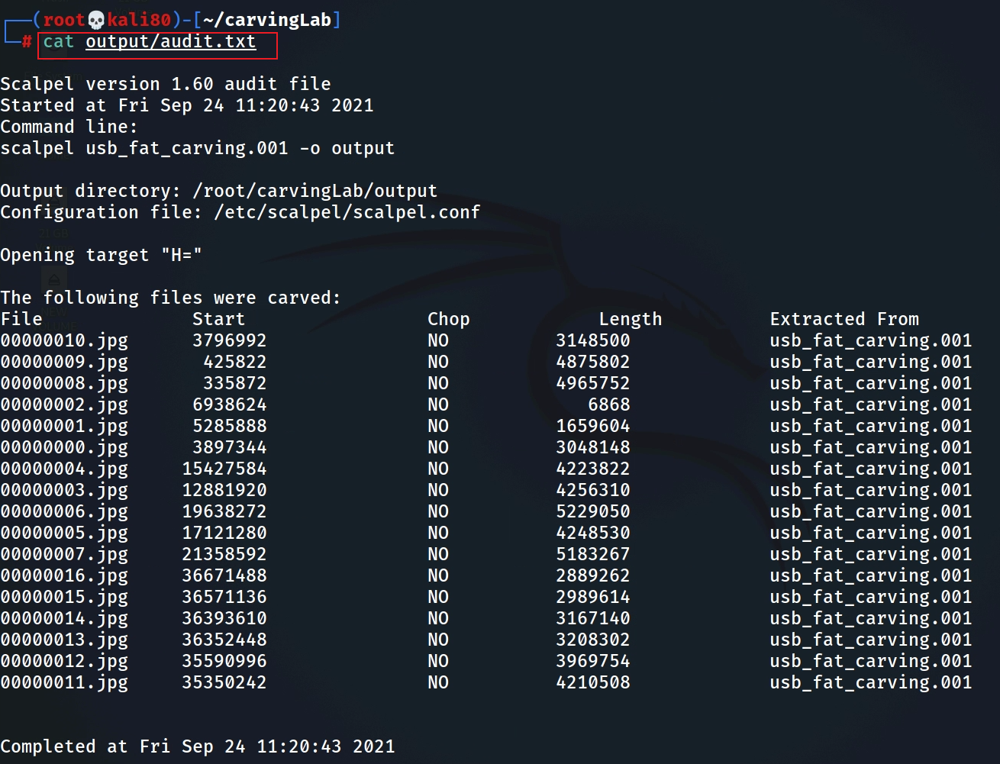 (root💀kali80)-[~/carvingLab]
# cat output/audit.txt
Scalpel version 1.60 audit file
Started at Fri Sep 24 11:20:43 2021
Command line:
scalpel usb_fat_carving.001 -o output
Output directory: /root/carvingLab/output
Configuration file: /etc/scalpel/scalpel.conf
21 GB
Opening target "H="
The following files were carved:
NEW
VOLUME
File Start Chop Length Extracted From
00000010.jpg 3796992 NO 3148500 usb_fat_carving.001
00000009.jpg 425822 NO 4875802 usb_fat_carving.001
00000008.jpg 335872 NO 4965752 usb_fat_carving.001
00000002.jpg 6938624 NO 6868 usb_fat_carving.001
00000001.jpg 5285888 NO 1659604 usb_fat_carving.001
00000000.jpg 3897344 NO 3048148 usb_fat_carving.001
00000004.jpg 15427584 NO 4223822 usb_fat_carving.001
00000003.jpg 12881920 NO 4256310 usb_fat_carving.001
00000006.jpg 19638272 NO 5229050 usb_fat_carving.001
00000005.jpg 17121280 NO 4248530 usb_fat_carving.001
00000007.jpg 21358592 NO 5183267 usb_fat_carving.001
00000016.jpg 36671488 NO 2889262 usb_fat_carving.001
00000015.jpg 36571136 NO 2989614 usb_fat_carving.001
00000014.jpg 36393610 NO 3167140 usb_fat_carving.001
00000013.jpg 36352448 NO 3208302 usb_fat_carving.001
00000012.jpg 35590996 NO 3969754 usb_fat_carving.001
00000011.jpg 35350242 NO 4210508 usb_fat_carving.001
Completed at Fri Sep 24 11:20:43 2021